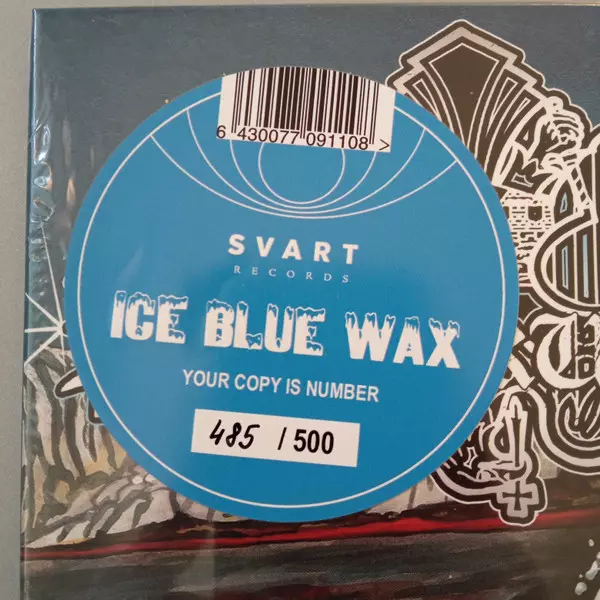 6 430077 091108 >
SVART
RECORDS
ICE BLUE WAX
YOUR COPY IS NUMBER
485 / 500